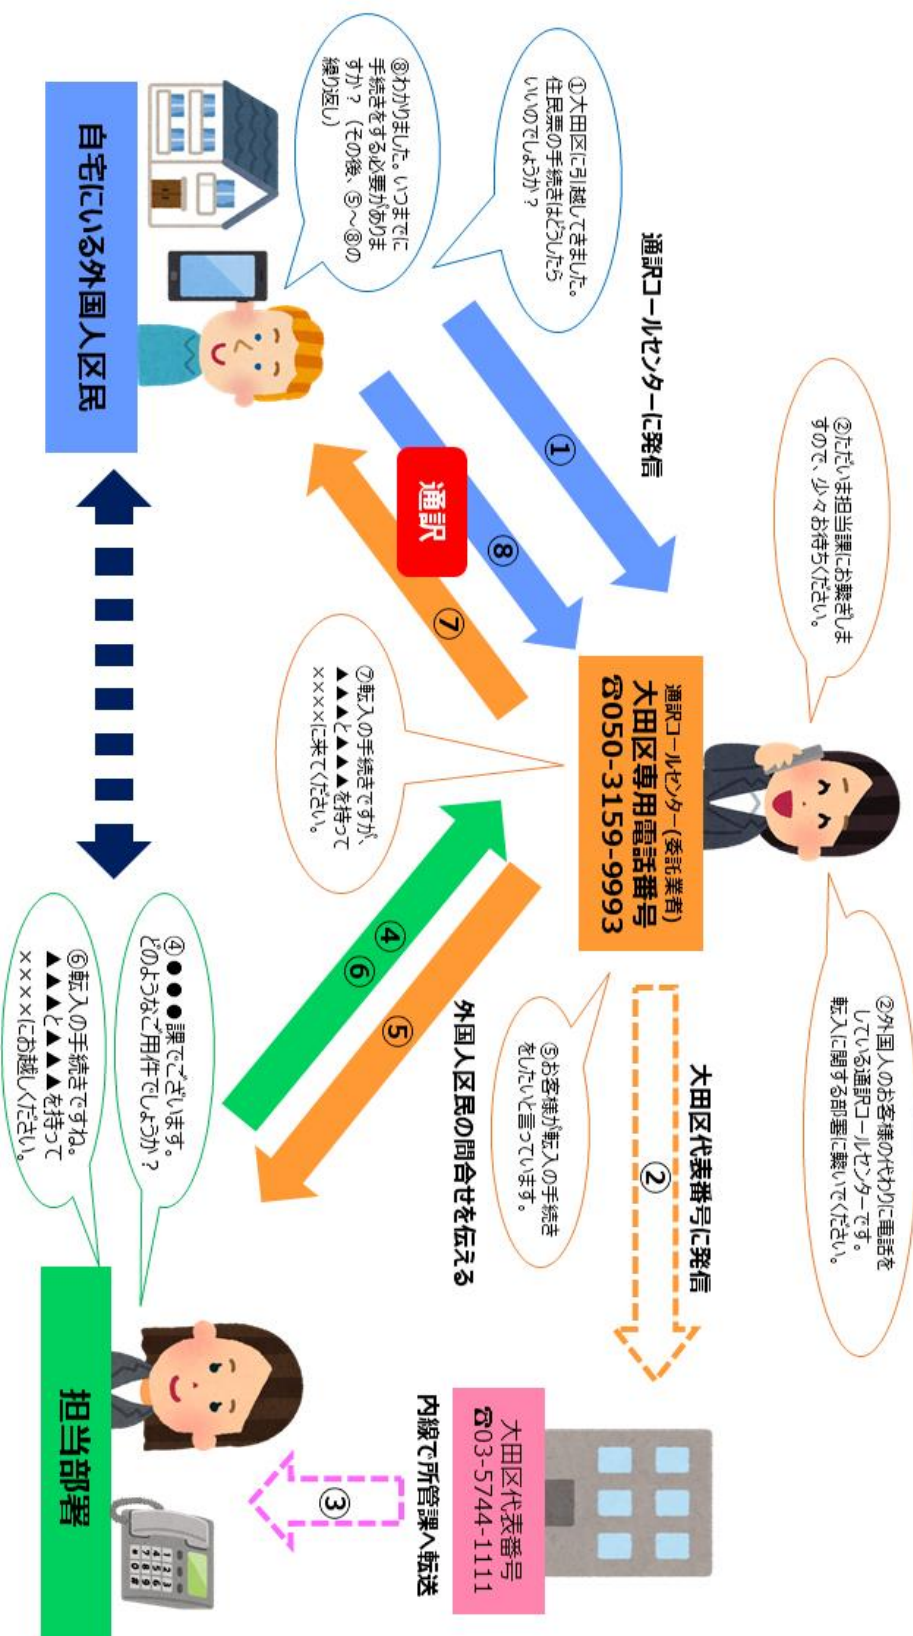 通訳コールセンターに発信
①大田区に引越してきました。
住民票の手続きはどうしたら
いいのでしょうか？
⑧わかりました。いつまでに
手続きをする必要がありま
すか？（その後、⑤～⑧の
繰り返し）
自宅にいる外国人区民
①
⑧
通訳
⑦
②ただいま担当課にお繋ぎしま
すので、少々お待ちください。
②外国人のお客様の代わりに電話を
している通訳コールセンターです。
転入に関する部署に繋いでください。
通訳コールセンター(委託業者)
大田区専用電話番号
☎050-3159-9993
⑦転入の手続きですが、
▲▲▲と▲▲▲を持って
××××に来てください。
⑤お客様が転入の手続き
をしたいと言っています。
大田区代表番号に発信
②
外国人区民の問合せを伝える
④
⑥
⑤
④●●●課でございます。
どのようなご用件でしょうか？
⑥転入の手続きですね。
▲▲▲と▲▲▲を持って
××××にお越しください。
大田区代表番号
☎03-5744-1111
内線で所管課へ転送
③
担当部署
1 2 3
4 5 6
7 8 9
* 0 #